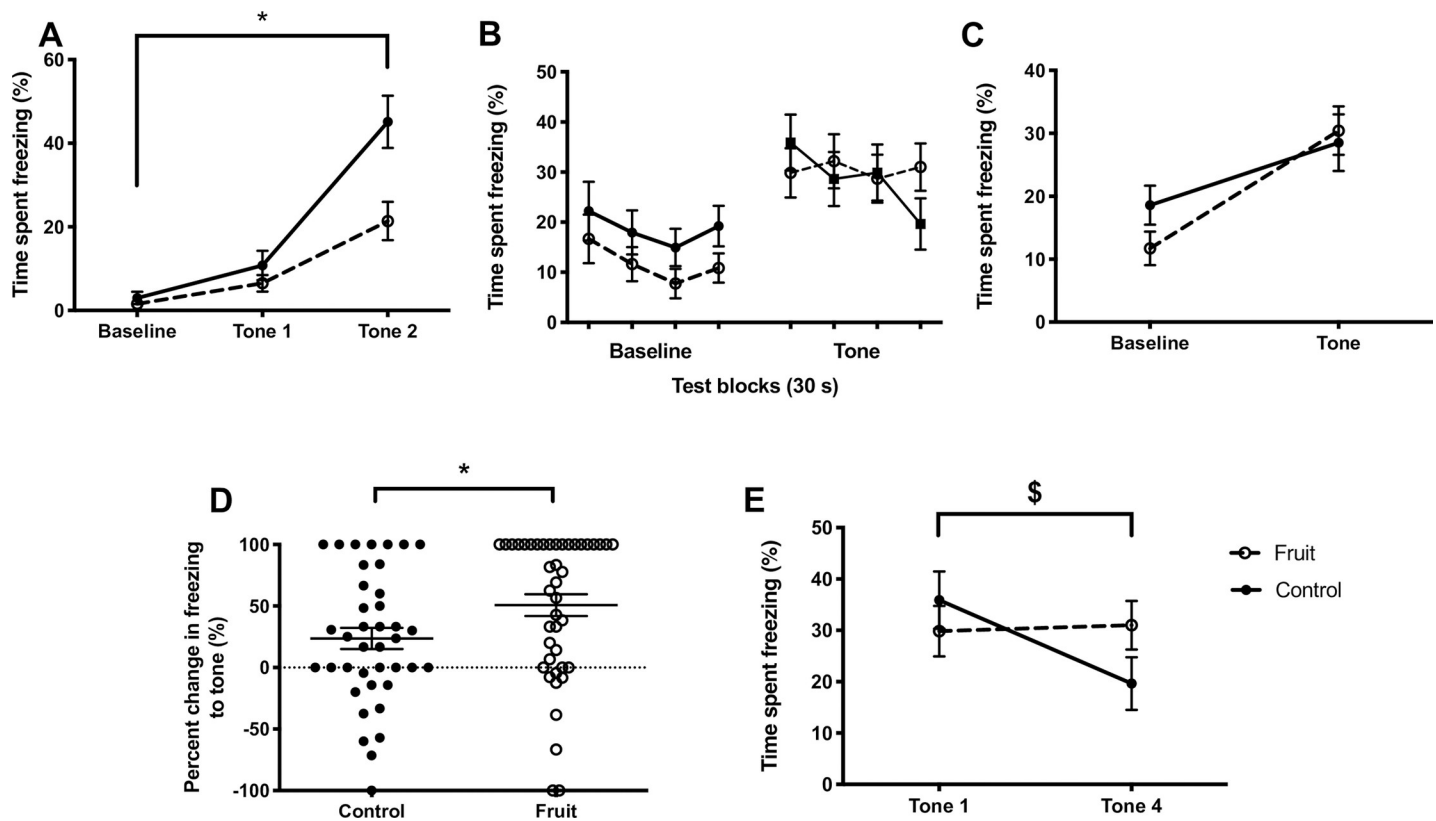 A
*
Time spent freezing (%)
60
40
20
0
Baseline
Tone 1
Tone 2
B
Time spent freezing (%)
50
40
30
20
10
0
Baseline
Tone
Test blocks (30 s)
C
Time spent freezing (%)
40
30
20
10
0
Baseline
Tone
D
*
Percent change in freezing
to tone (%)
100
50
0
-50
-100
Control
Fruit
E
$
Time spent freezing (%)
50
40
30
20
10
0
Tone 1
Tone 4
Fruit
Control